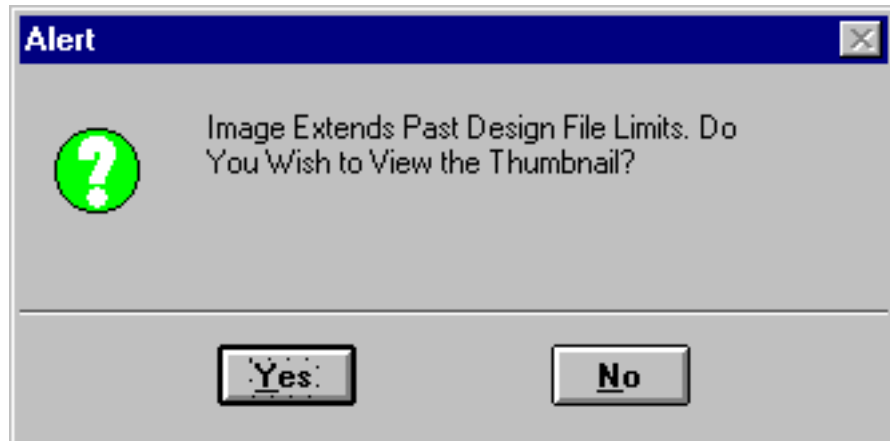 Alert
Image Extends Past Design File Limits. Do
You Wish to View the Thumbnail?
Yes
No